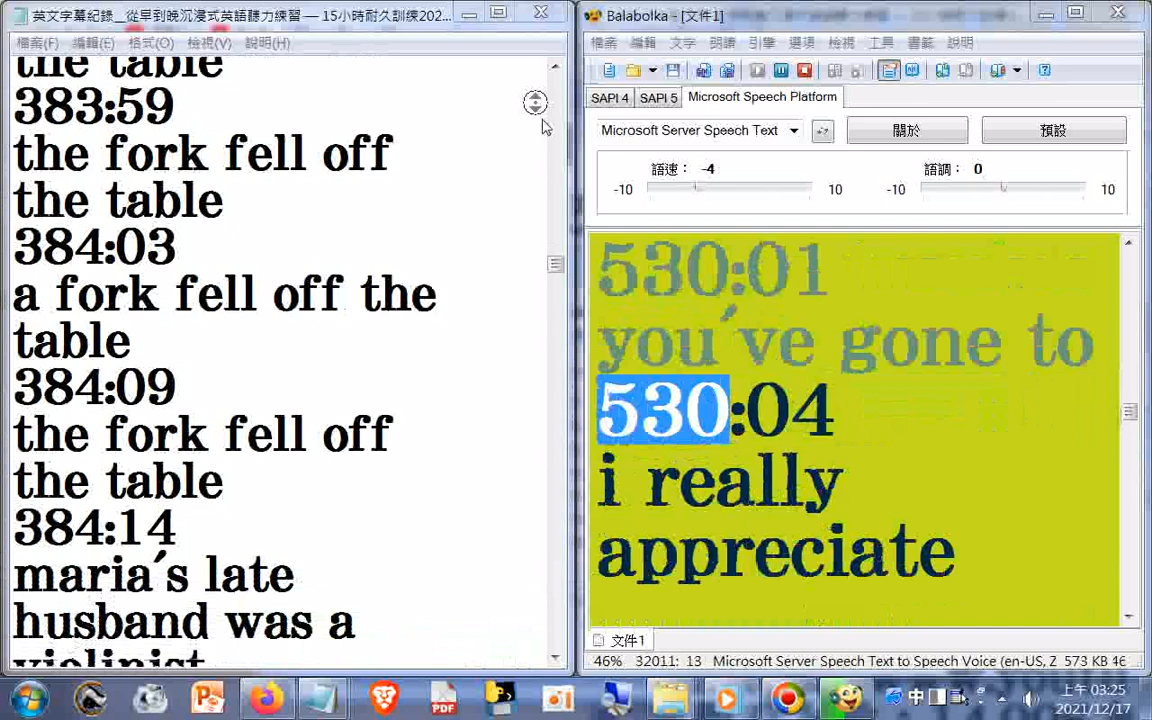 英文字幕紀錄__從早到晚沉浸式英語聽力練習 — 15小時耐久訓練202...
檔案(F) 編輯(E) 格式(O) 檢視(V) 說明(H)
the table
383:59
the fork fell off
the table
384:03
a fork fell off the
table
384:09
the fork fell off
the table
384:14
maria's late
husband was a
violinist
Balabolka - [文件1]
檔案 編輯 文字 朗讀 引擎 選項 檢視 工具 書籤 說明
SAPI 4 SAPI 5 Microsoft Speech Platform
Microsoft Server Speech Text 關於 預設
語速： -4 語調： 0
-10 10 -10 10
530:01
you've gone to
530:04
i really
appreciate
文件1
46% 32011: 13 Microsoft Server Speech Text to Speech Voice (en-US, Z 573 KB 46
中
上午 03:25
2021/12/17